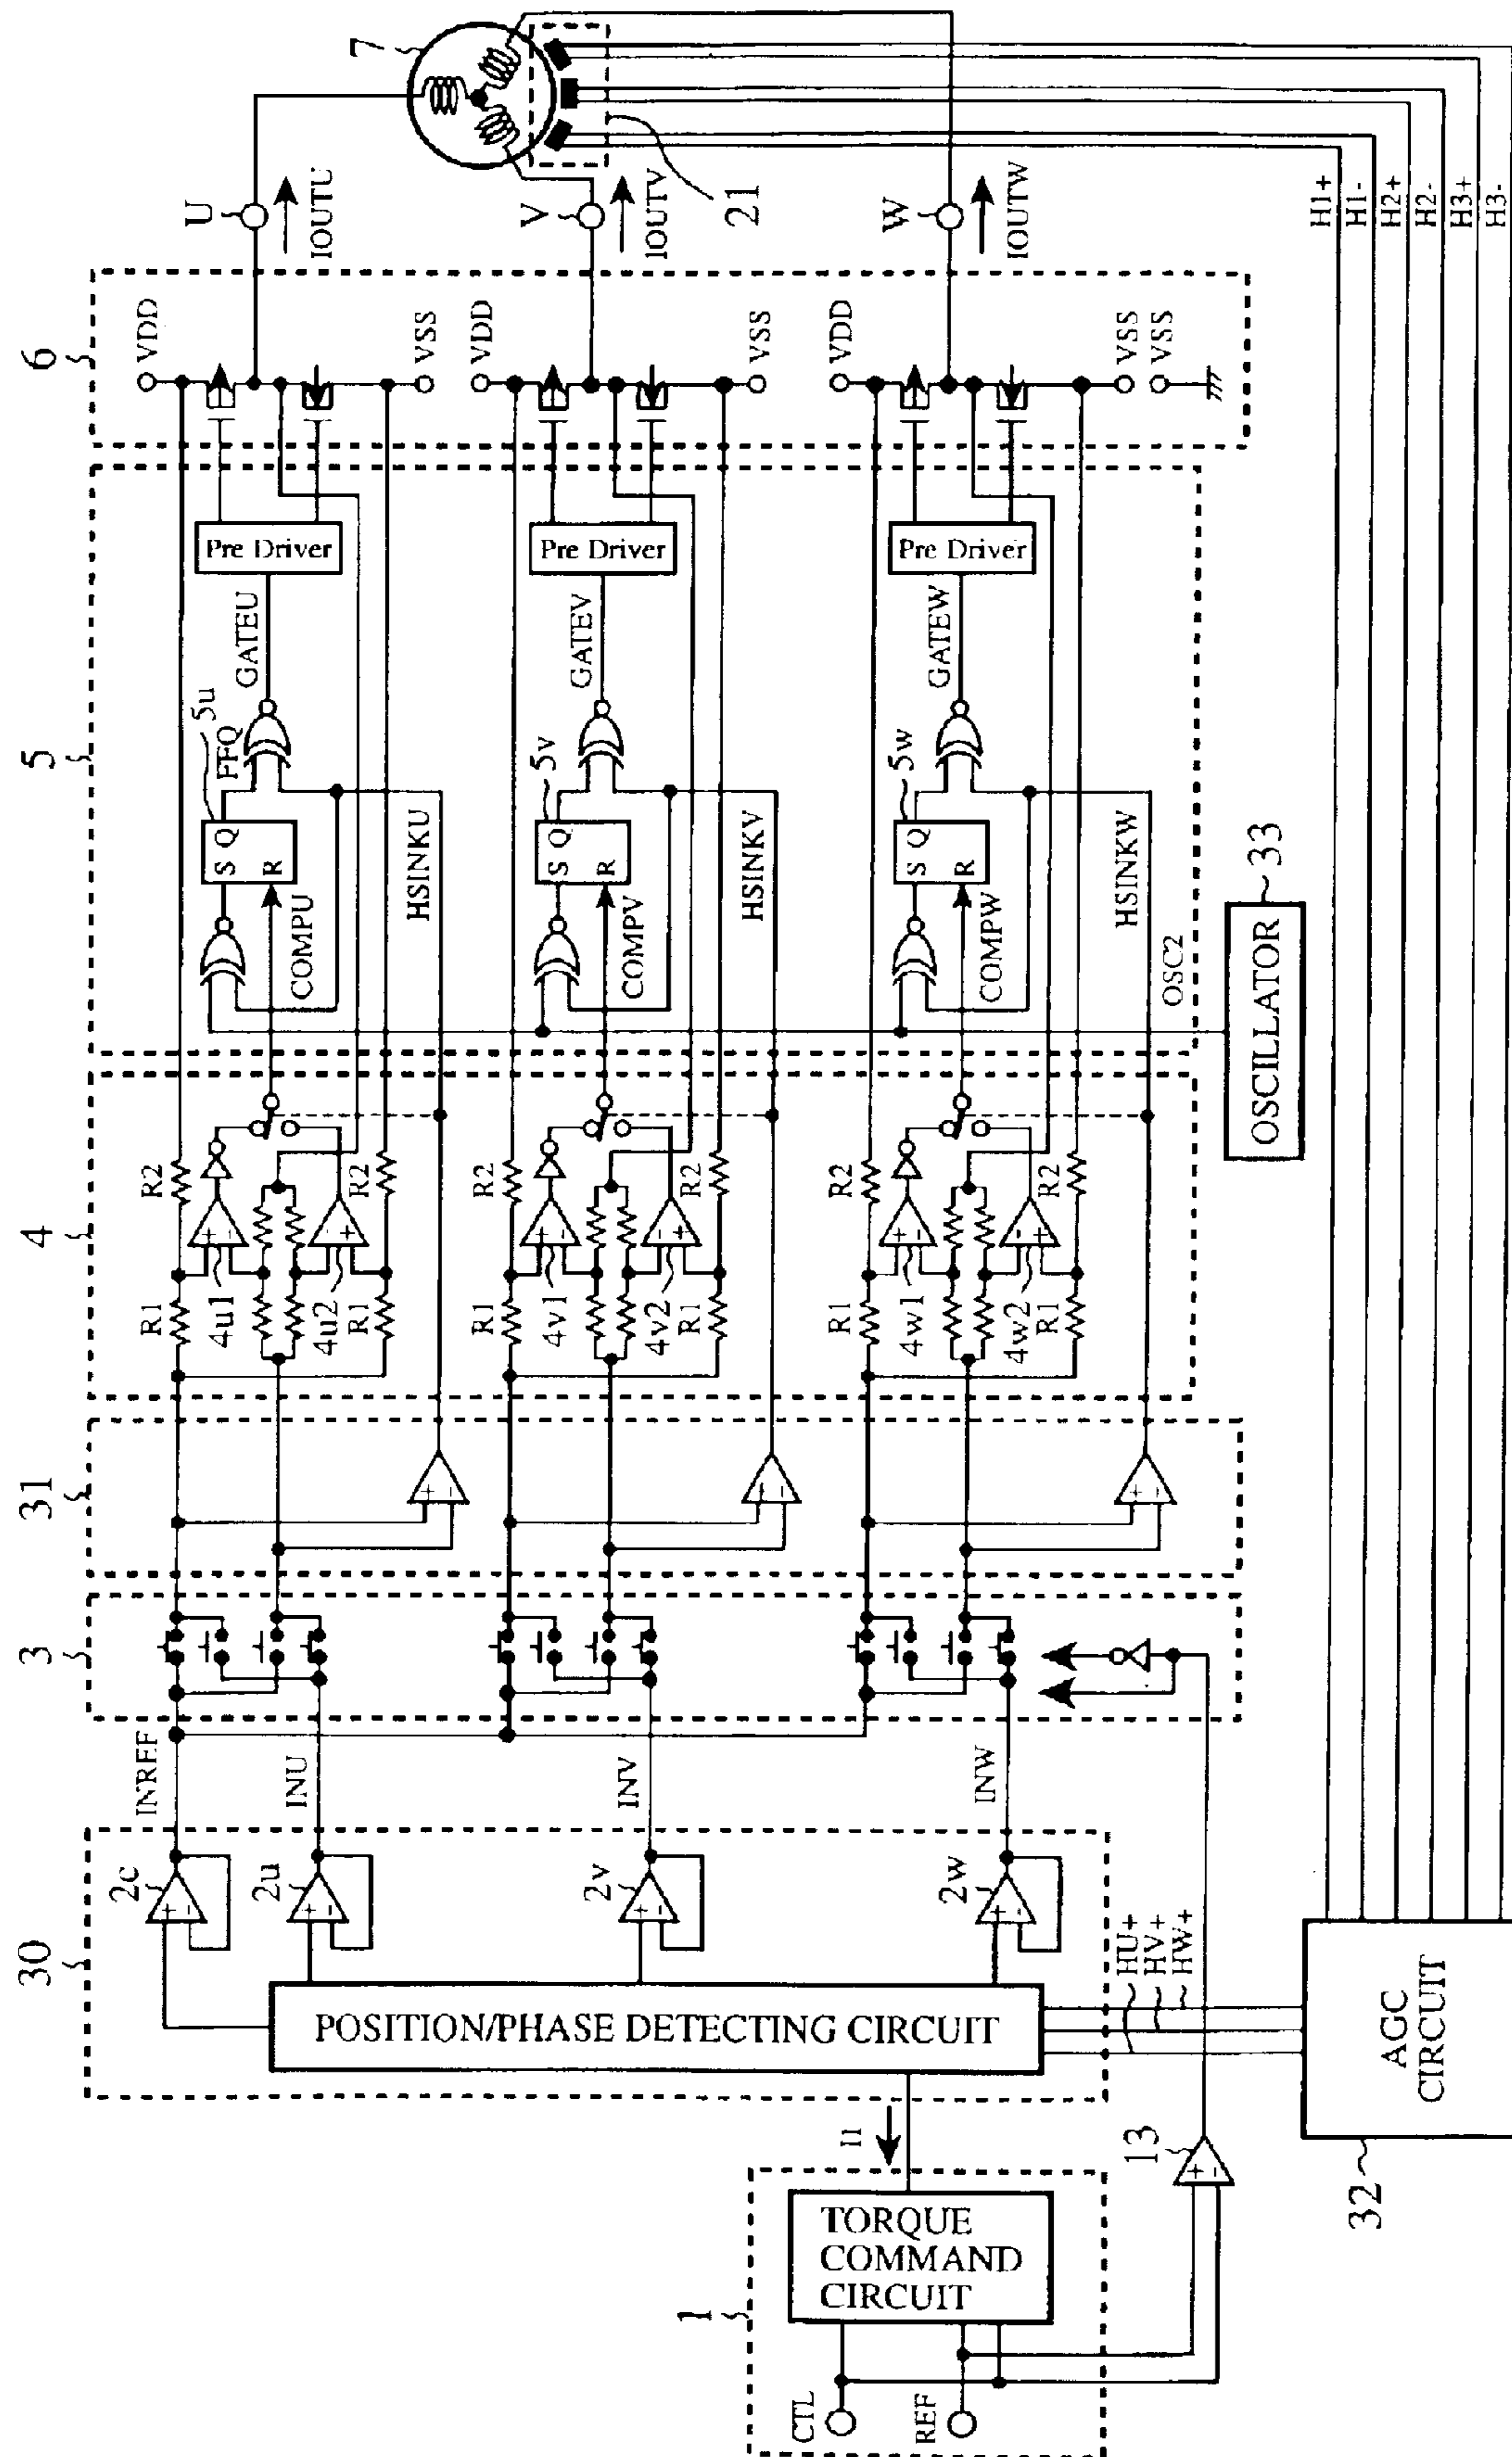 1
CTL
REF
TORQUE
COMMAND
CIRCUIT
I1
13
+
-
30
POSITION/PHASE DETECTING CIRCUIT
2c
2u
2v
2w
+
-
+
-
+
-
+
-
INREF
INU
INV
INW
HU+
HV+
HW+
32
AGC
CIRCUIT
3
31
+
-
+
-
+
-
4
R1
R2
4u1
4u2
R1
R2
+
-
-
+
R1
R2
4v1
4v2
R1
R2
+
-
-
+
R1
R2
4w1
4w2
R1
R2
+
-
-
+
5
COMPU
S Q
R
5u
FFQ
GATEU
Pre Driver
HSINKU
COMPV
S Q
R
5v
GATEV
Pre Driver
HSINKV
COMPW
S Q
R
5w
GATEW
Pre Driver
HSINKW
OSC2
OSCILLATOR
33
6
VDD
VSS
VDD
VSS
VDD
VSS
VSS
U
IOUTU
V
IOUTV
W
IOUTW
7
21
H1+
H1-
H2+
H2-
H3+
H3-